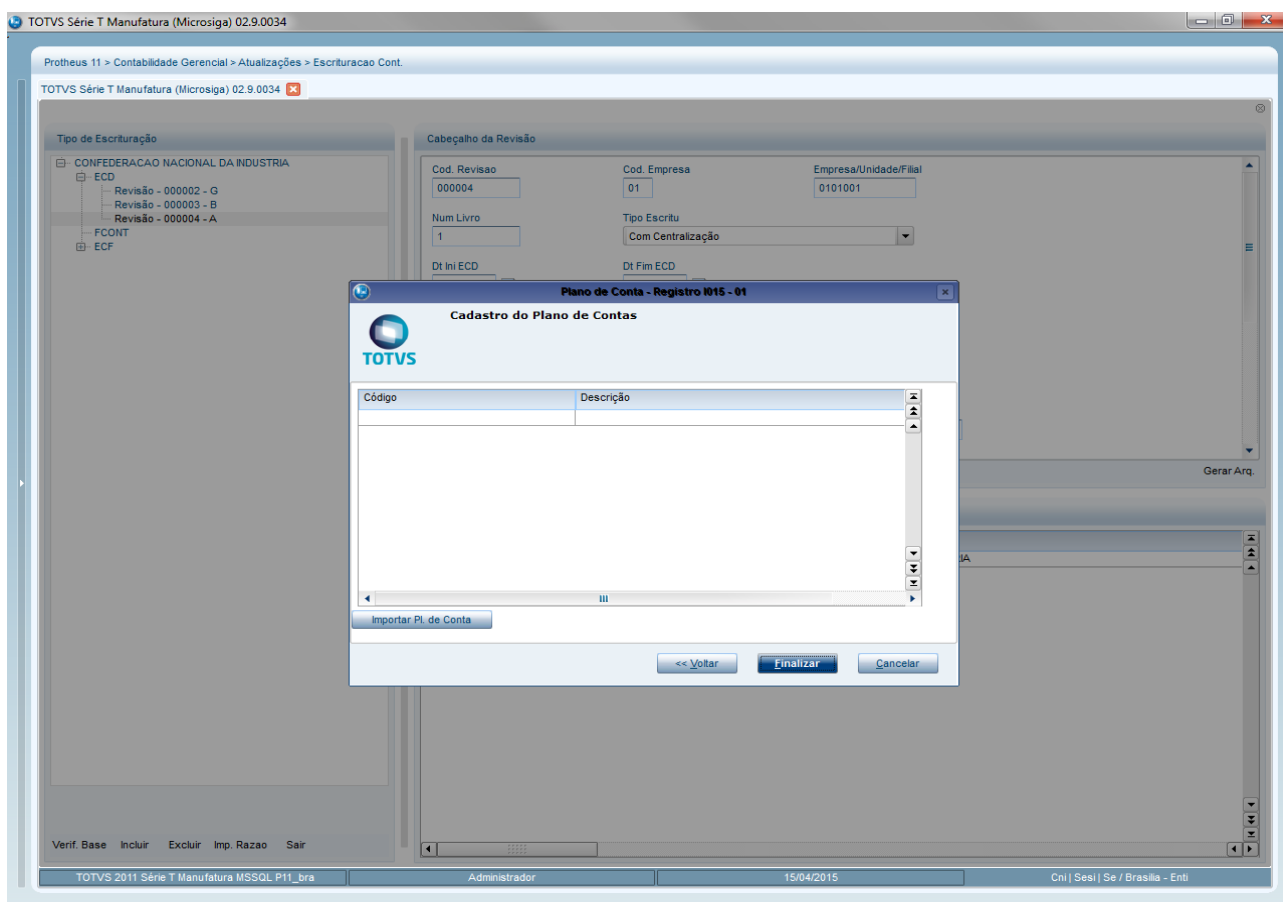 TOTVS Série T Manufatura (Microsiga) 02.9.0034
Protheus 11 > Contabilidade Gerencial > Atualizações > Escrituracao Cont.
TOTVS Série T Manufatura (Microsiga) 02.9.0034
Tipo de Escrituração
Cabeçalho da Revisão
CONFEDERACAO NACIONAL DA INDUSTRIA
ECD
Revisão - 000002 - G
Revisão - 000003 - B
Revisão - 000004 - A
FCONT
ECF
Cod. Revisao Cod. Empresa Empresa/Unidade/Filial
000004 01 0101001
Num Livro Tipo Escritu
1 Com Centralização
Dt Ini ECD Dt Fim ECD
Plano de Conta - Registro I015 - 01
Cadastro do Plano de Contas
TOTVS
Código Descrição
Importar Pl. de Conta
<< Voltar Finalizar Cancelar
Gerar Arq.
IA
Verif. Base Incluir Excluir Imp. Razao Sair
TOTVS 2011 Série T Manufatura MSSQL P11_bra Administrador 15/04/2015 Cni | Sesi | Se / Brasilia - Enti